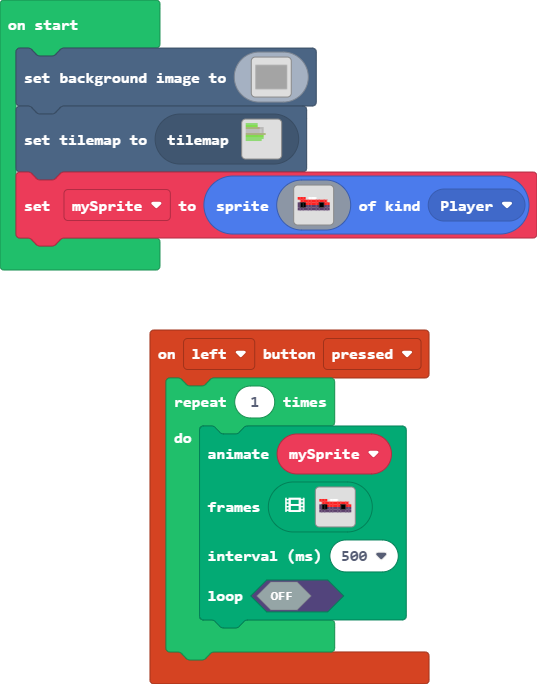 on start
set background image to
set tilemap to tilemap
set mySprite to sprite of kind Player
on left button pressed
repeat 1 times
do
animate mySprite
frames
interval (ms) 500
loop OFF